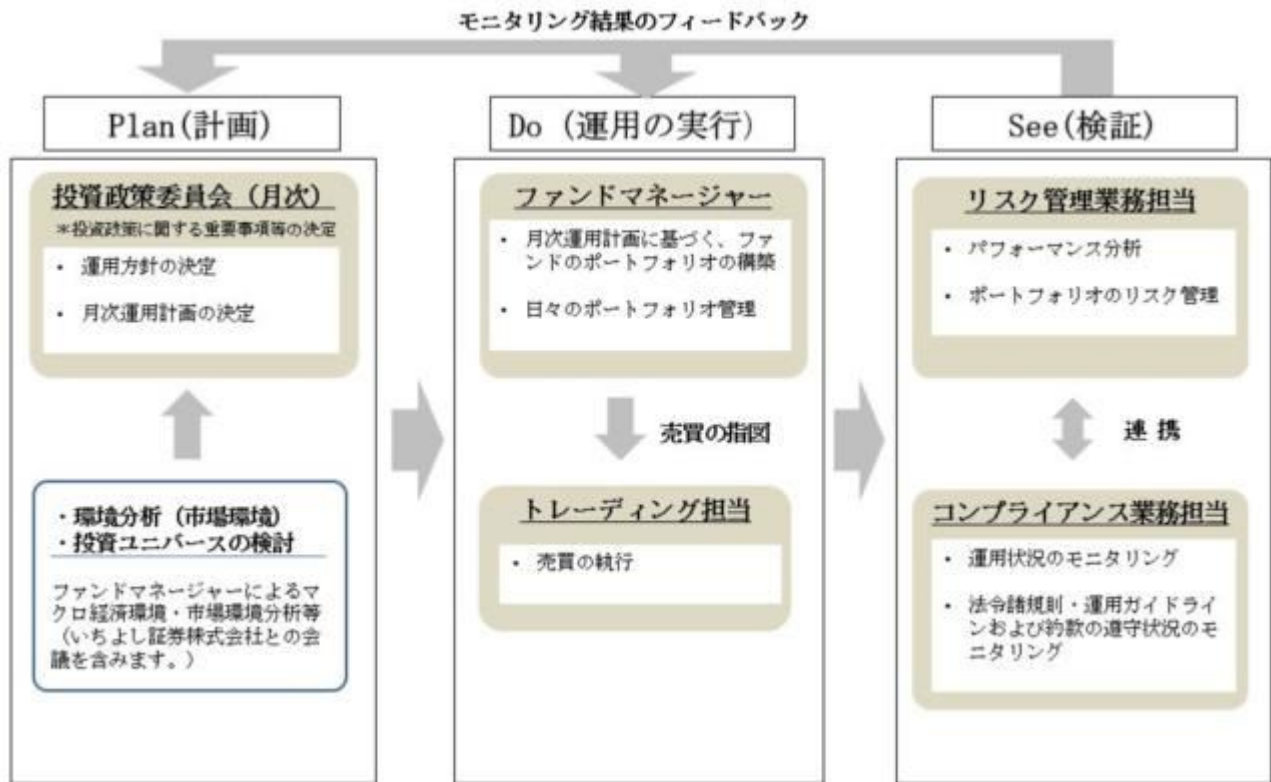 モニタリング結果のフィードバック
Plan(計画)
投資政策委員会（月次）
＊投資政策に関する重要事項等の決定
・ 運用方針の決定
・ 月次運用計画の決定
・環境分析（市場環境）
・投資ユニバースの検討
ファンドマネージャーによるマ
クロ経済環境・市場環境分析等
（いちよし証券株式会社との会
議を含みます。）
Do (運用の実行)
ファンドマネージャー
・ 月次運用計画に基づく、ファ
ンドのポートフォリオの構築
・ 日々のポートフォリオ管理
売買の指図
トレーディング担当
・ 売買の執行
See(検証)
リスク管理業務担当
・ パフォーマンス分析
・ ポートフォリオのリスク管理
連 携
コンプライアンス業務担当
・ 運用状況のモニタリング
・ 法令諸規則・運用ガイドライ
ンおよび約款の遵守状況のモ
ニタリング